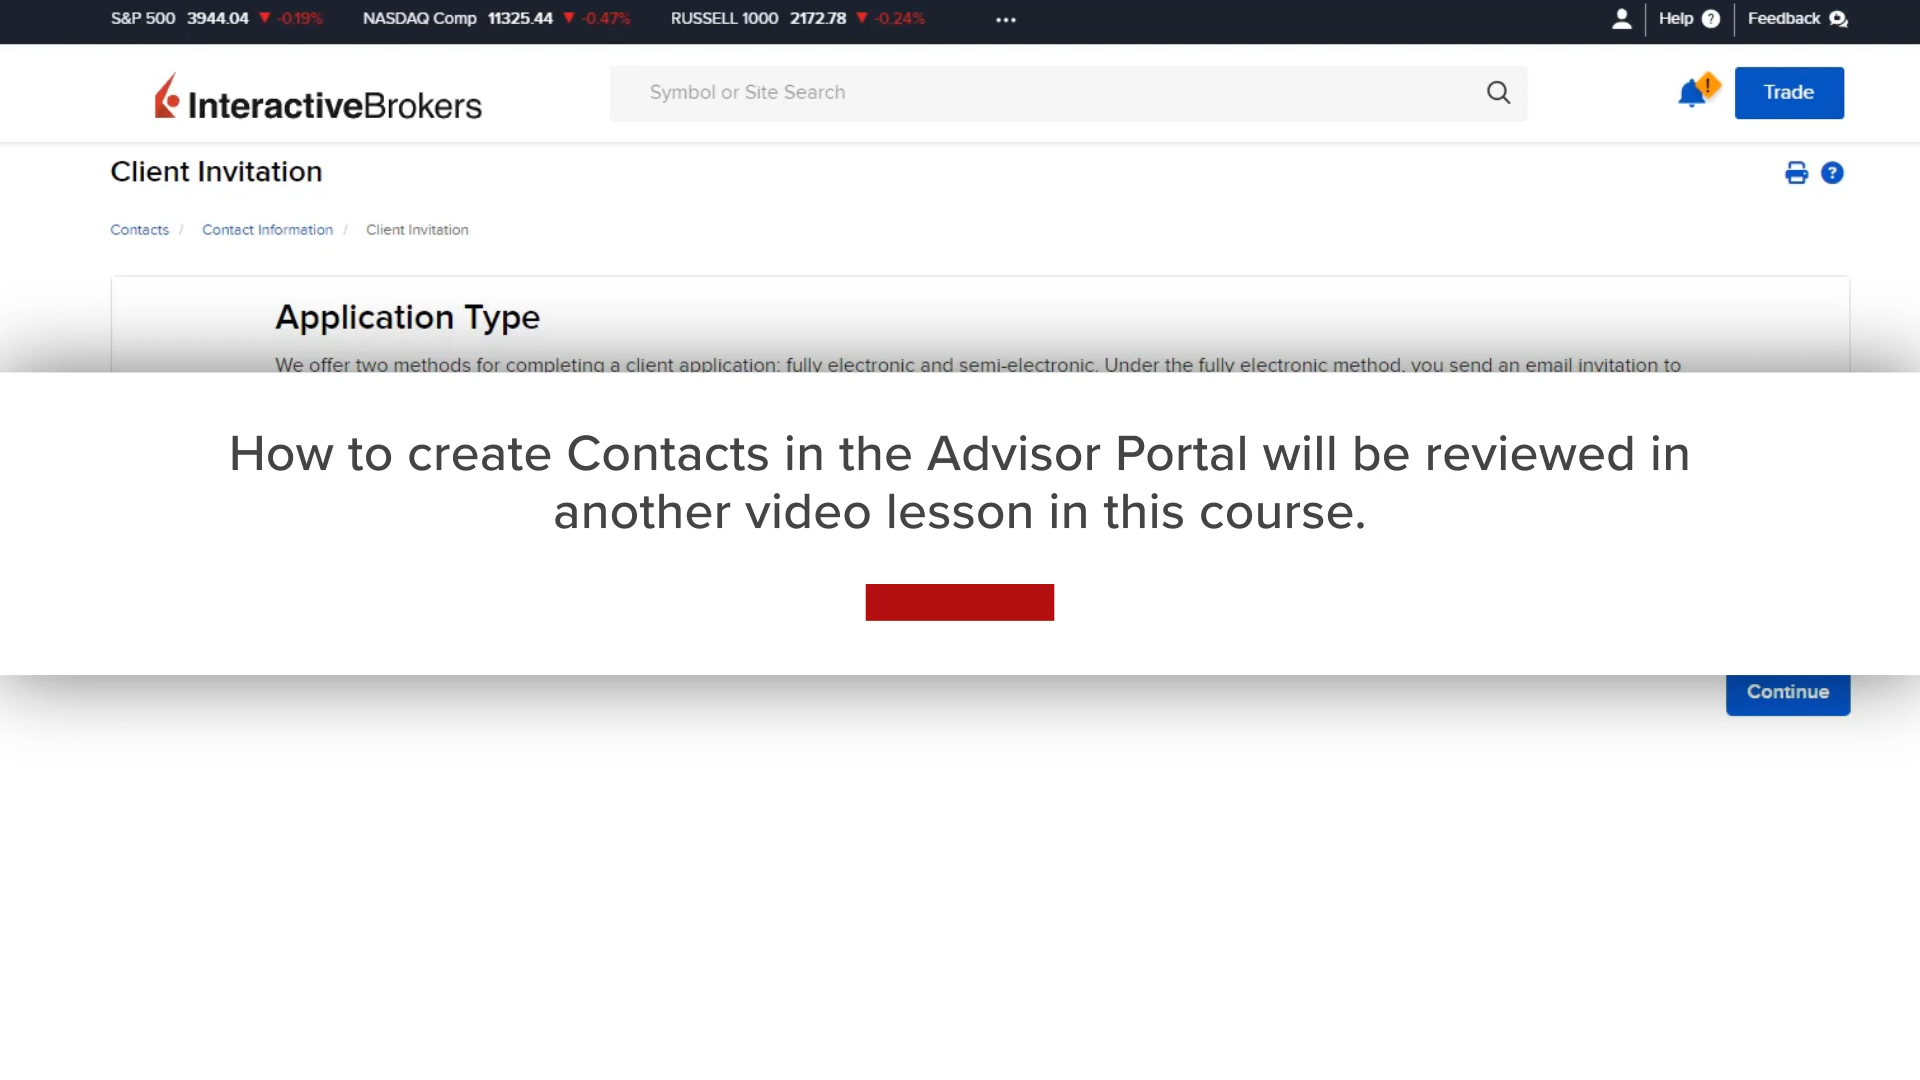 S&P 500 3944.04 ▼ -0.19% NASDAQ Comp 11325.44 ▼ -0.47% RUSSELL 1000 2172.78 ▼ -0.24% ••• Help ? Feedback
InteractiveBrokers Symbol or Site Search ! Trade
Client Invitation ?
Contacts / Contact Information / Client Invitation
Application Type
We offer two methods for completing a client application: fully electronic and semi-electronic. Under the fully electronic method, you send an email invitation to
How to create Contacts in the Advisor Portal will be reviewed in
another video lesson in this course.
Continue